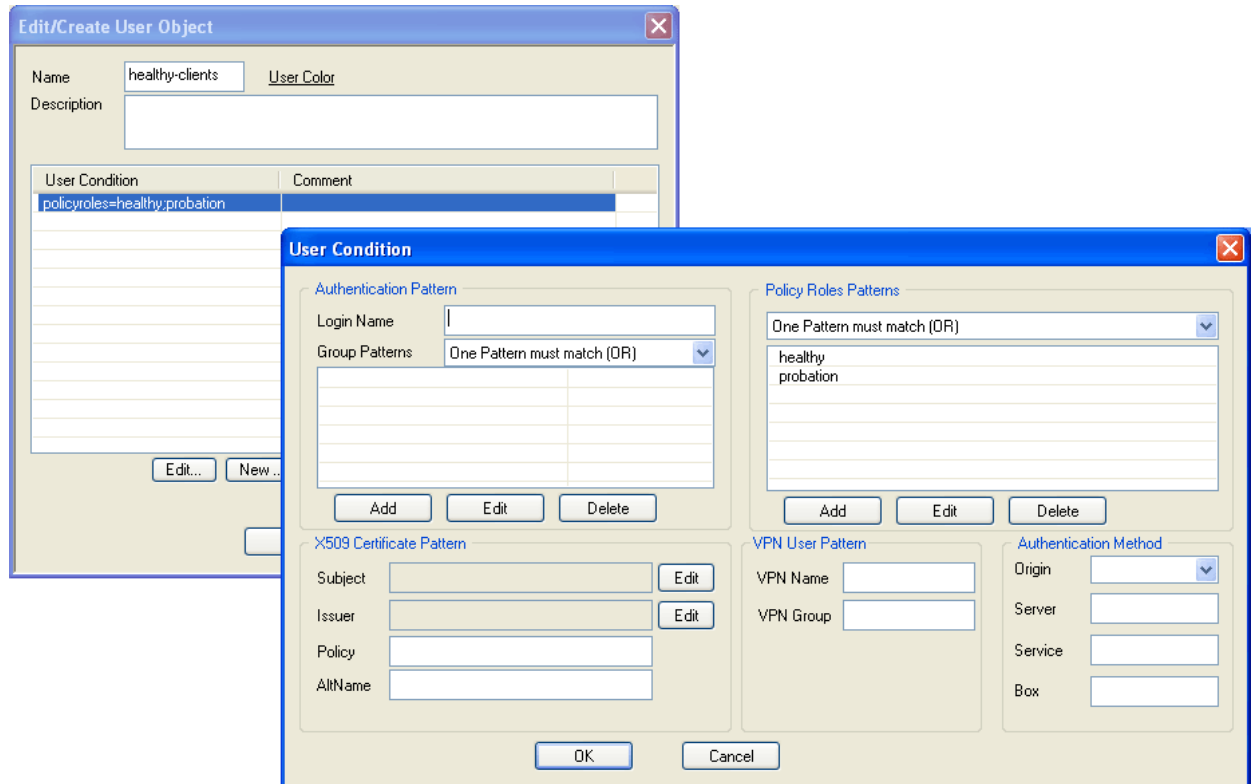 Edit/Create User Object
Name healthy-clients User Color
Description
User Condition Comment
policyroles=healthy;probation
Edit... New ..
User Condition
Authentication Pattern
Login Name
Group Patterns One Pattern must match (OR)
Add Edit Delete
Policy Roles Patterns
One Pattern must match (OR)
healthy
probation
Add Edit Delete
X509 Certificate Pattern
Subject Edit
Issuer Edit
Policy
AltName
VPN User Pattern
VPN Name
VPN Group
Authentication Method
Origin
Server
Service
Box
OK Cancel